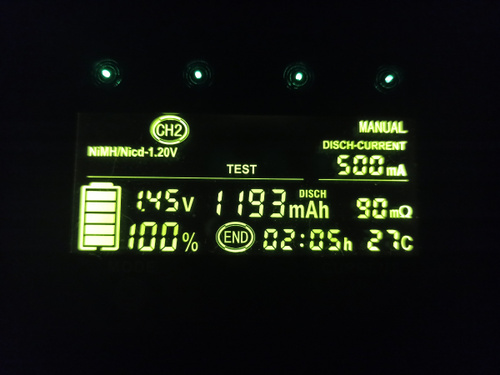 CH2
MANUAL
NiMH/Nicd-1.20V
DISCH-CURRENT
TEST
500mA
1.45V
1193mAh
DISCH
90mΩ
100%
END
02:05h
27C